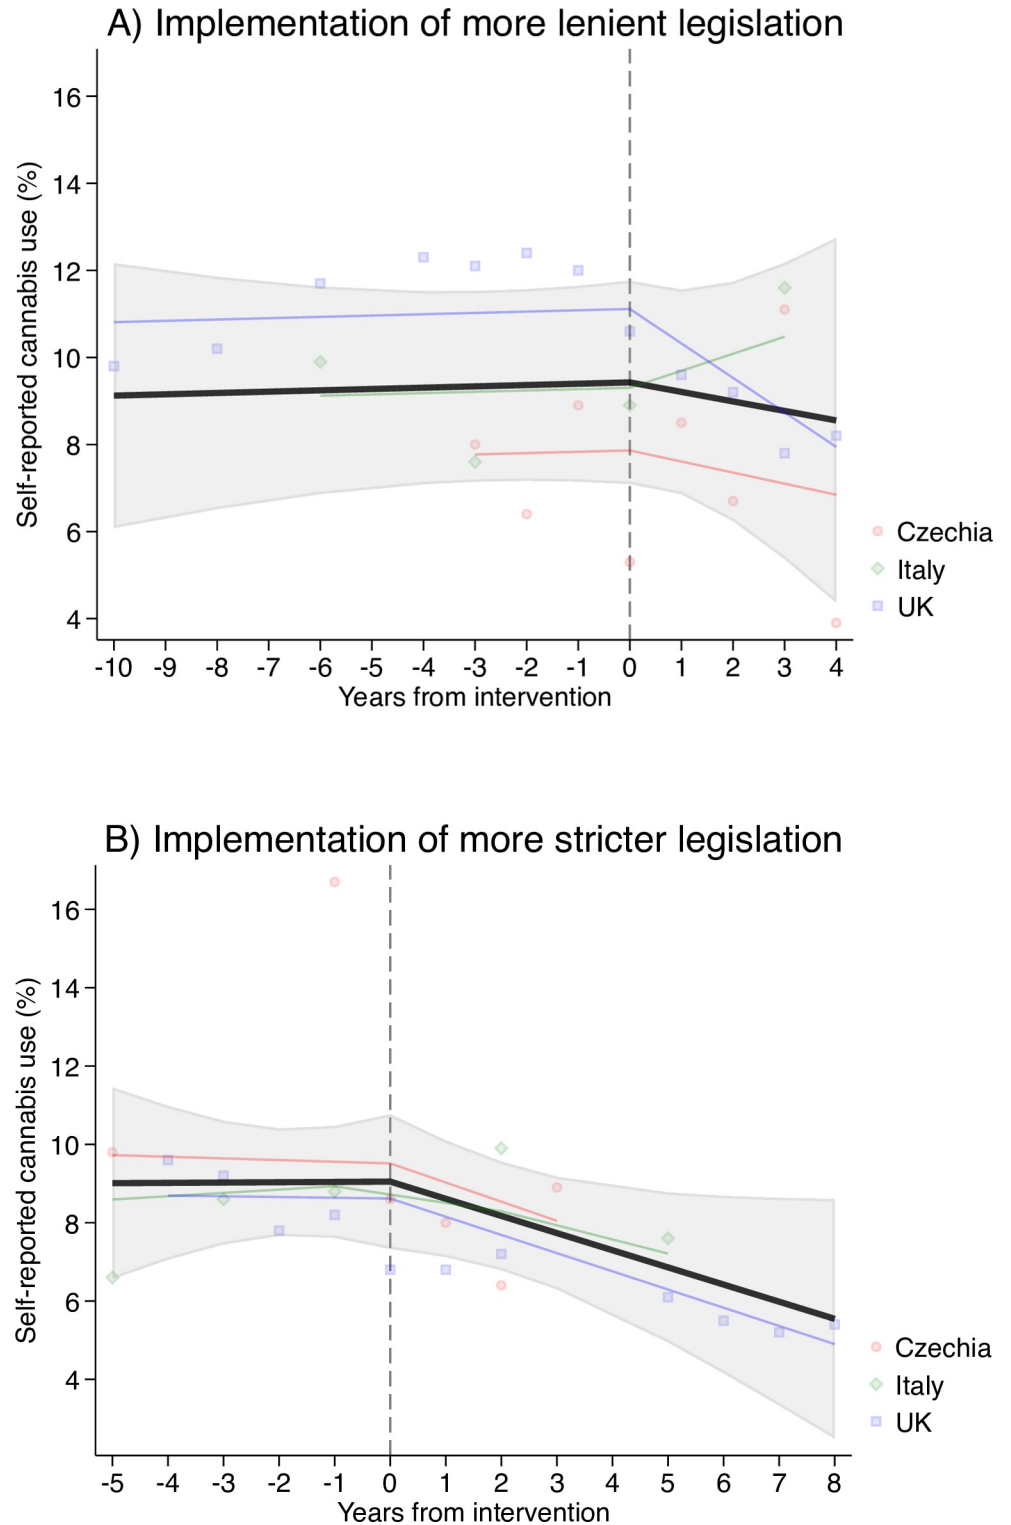 A) Implementation of more lenient legislation
Self-reported cannabis use (%)
16
14
12
10
8
6
4
-10 -9 -8 -7 -6 -5 -4 -3 -2 -1 0 1 2 3 4
Years from intervention
Czechia
Italy
UK
B) Implementation of more stricter legislation
Self-reported cannabis use (%)
16
14
12
10
8
6
4
-5 -4 -3 -2 -1 0 1 2 3 4 5 6 7 8
Years from intervention
Czechia
Italy
UK